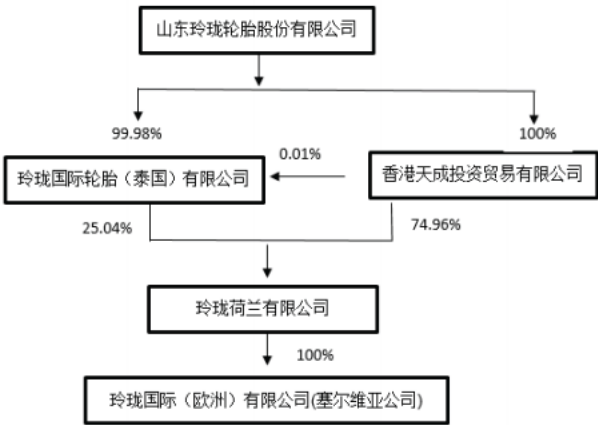 山东玲珑轮胎股份有限公司
99.98%
100%
0.01%
玲珑国际轮胎（泰国）有限公司
香港天成投资贸易有限公司
25.04%
74.96%
玲珑荷兰有限公司
100%
玲珑国际（欧洲）有限公司(塞尔维亚公司)